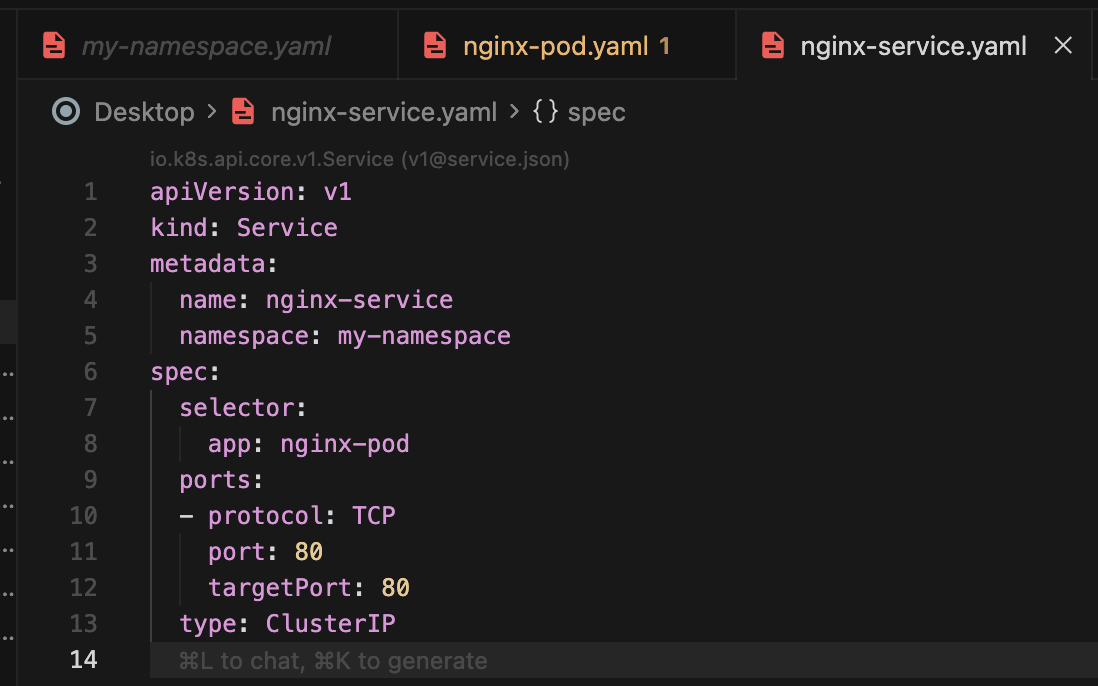 my-namespace.yaml
nginx-pod.yaml 1
nginx-service.yaml
Desktop > nginx-service.yaml > {} spec
io.k8s.api.core.v1.Service (v1@service.json)
1 apiVersion: v1
2 kind: Service
3 metadata:
4   name: nginx-service
5   namespace: my-namespace
6 spec:
7   selector:
8     app: nginx-pod
9   ports:
10   - protocol: TCP
11     port: 80
12     targetPort: 80
13   type: ClusterIP
14   ⌘L to chat, ⌘K to generate